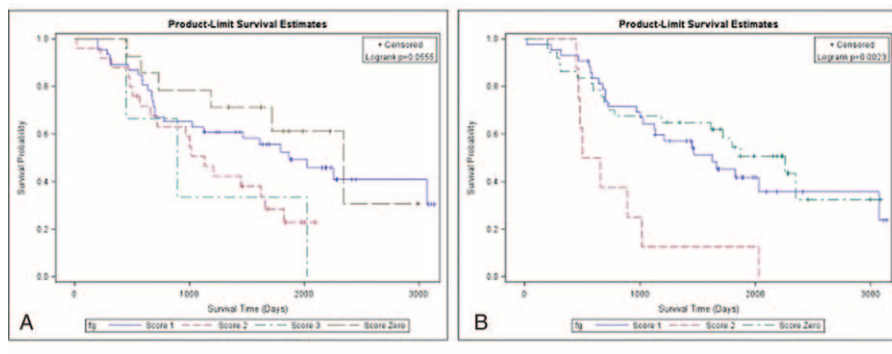 Product-Limit Survival Estimates
+ Censored
Logrank p=0.0555
1.0
0.8
0.6
0.4
0.2
0.0
Survival Probability
0 1000 2000 3000
Survival Time (Days)
fg Score 1 Score 2 Score 3 Score Zero
A
Product-Limit Survival Estimates
+ Censored
Logrank p=0.0023
1.0
0.8
0.6
0.4
0.2
0.0
Survival Probability
0 1000 2000 3000
Survival Time (Days)
fg Score 1 Score 2 Score Zero
B